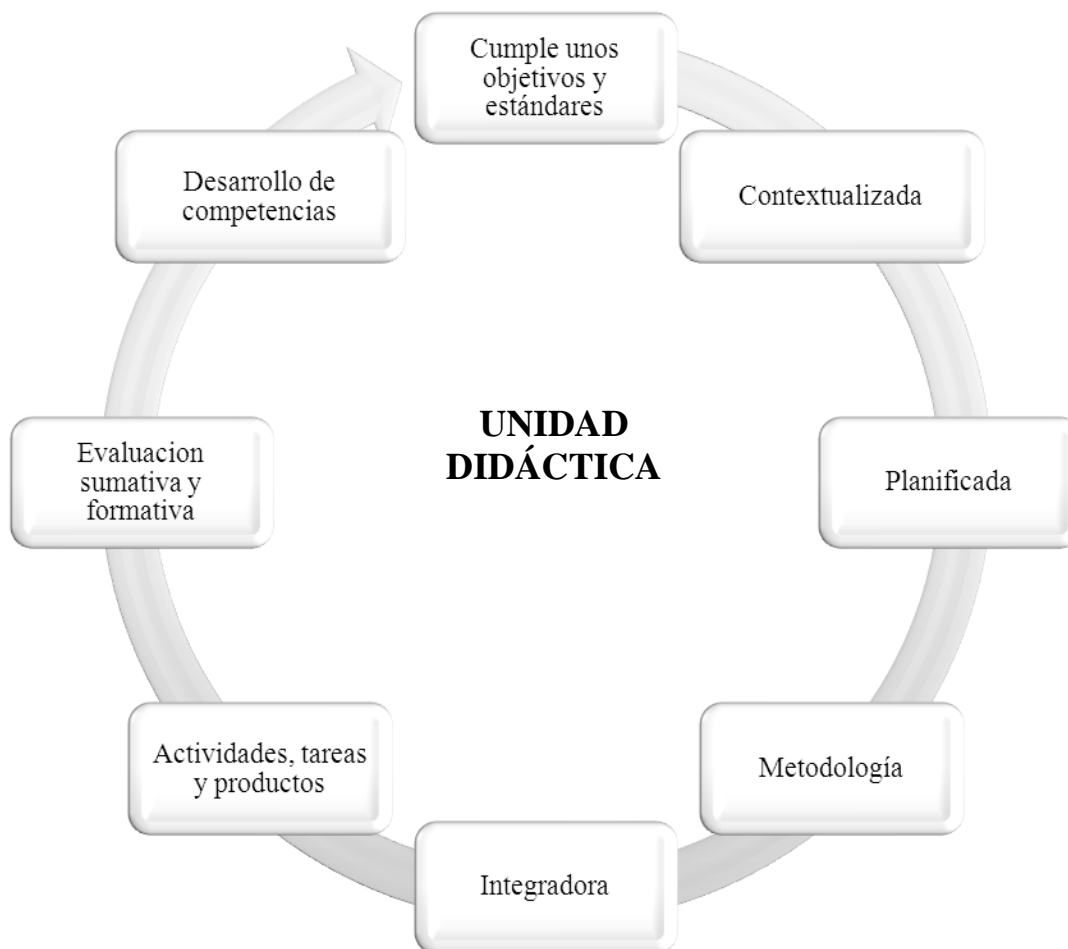 Cumple unos
objetivos y
estándares
Contextualizada
Planificada
Metodología
Integradora
Actividades, tareas
y productos
Evaluacion
sumativa y
formativa
Desarrollo de
competencias
UNIDAD
DIDÁCTICA